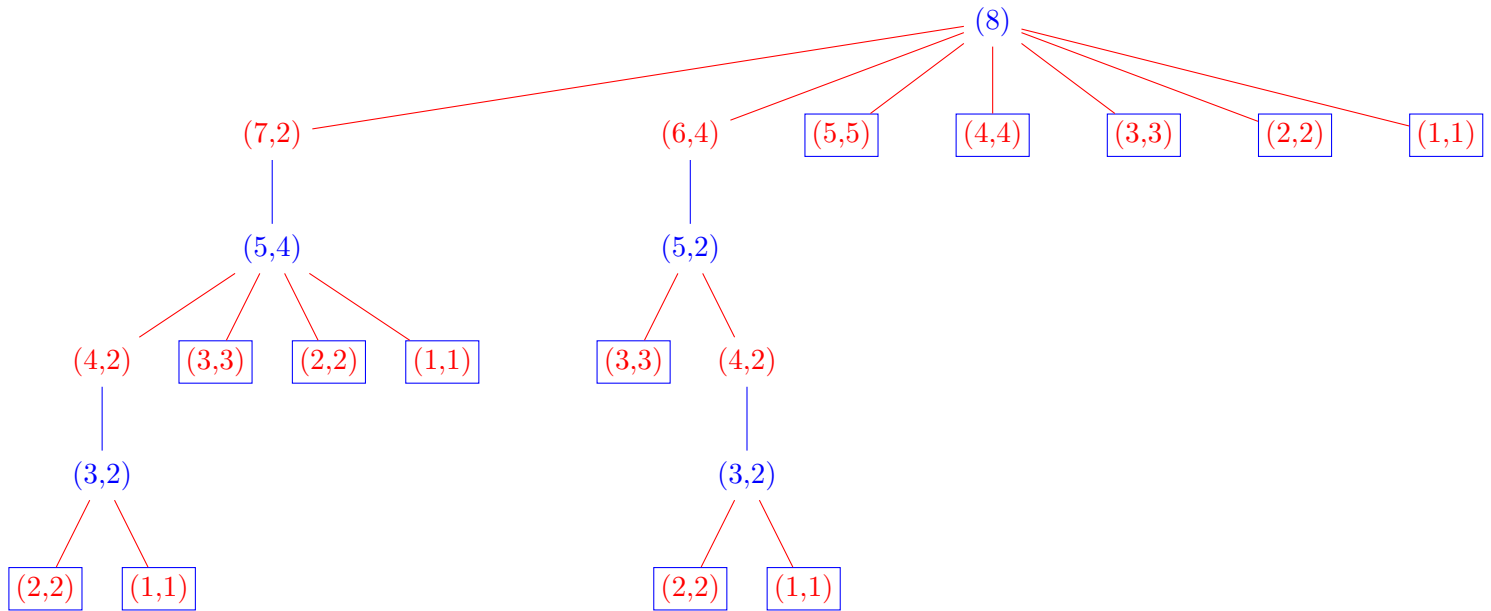 (8)
(7,2) (6,4) (5,5) (4,4) (3,3) (2,2) (1,1)
(5,4) (5,2)
(4,2) (3,3) (2,2) (1,1) (3,3) (4,2)
(3,2) (3,2)
(2,2) (1,1) (2,2) (1,1)